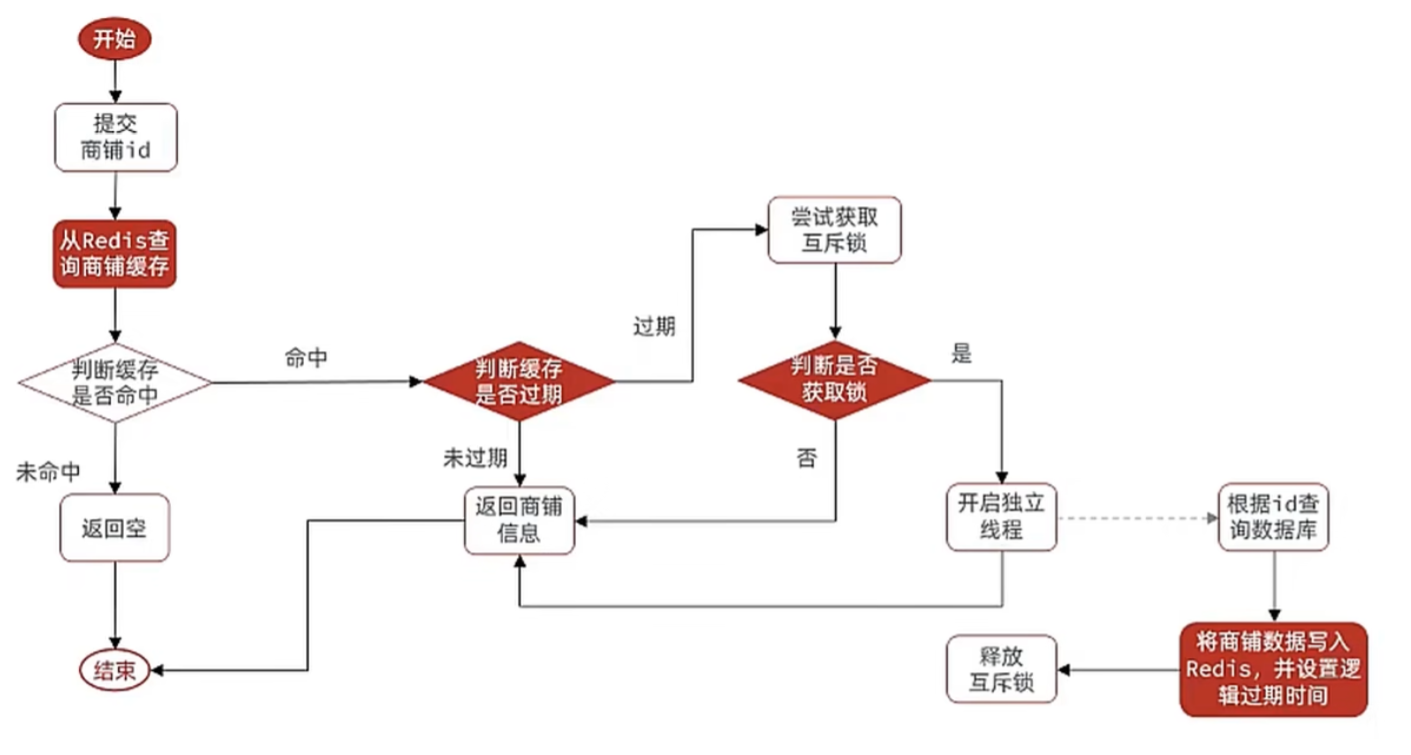 开始
提交
商铺id
从Redis查
询商铺缓存
判断缓存
是否命中
命中
未命中
返回空
结束
判断缓存
是否过期
过期
未过期
返回商铺
信息
尝试获取
互斥锁
判断是否
获取锁
是
否
开启独立
线程
根据id查
询数据库
将商铺数据写入
Redis，并设置逻
辑过期时间
释放
互斥锁